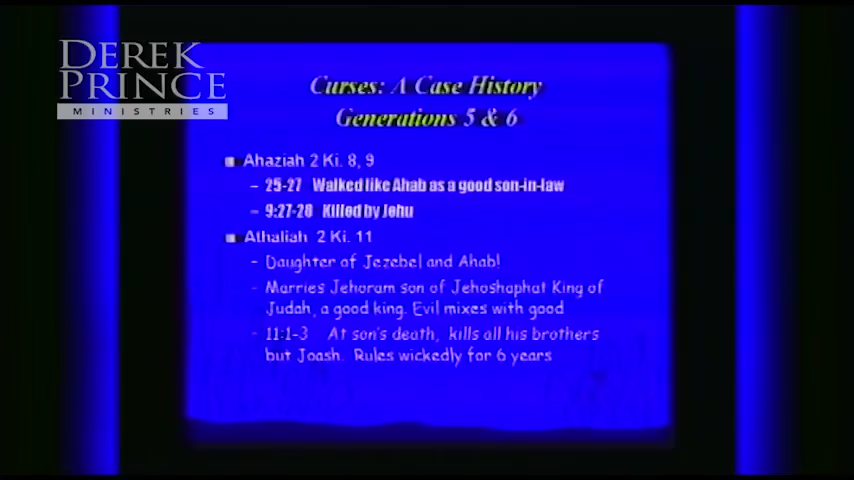 DEREK
PRINCE
MINISTRIES
Curses: A Case History
Generations 5 & 6
Ahaziah 2 Ki. 8, 9
– 25-27 Walked like Ahab as a good son-in-law
– 9:27-28 Killed by Jehu
Athaliah 2 Ki. 11
– Daughter of Jezebel and Ahab!
– Marries Jehoram son of Jehoshaphat King of
Judah, a good king. Evil mixes with good
– 11:1-3 At son's death, kills all his brothers
but Joash. Rules wickedly for 6 years